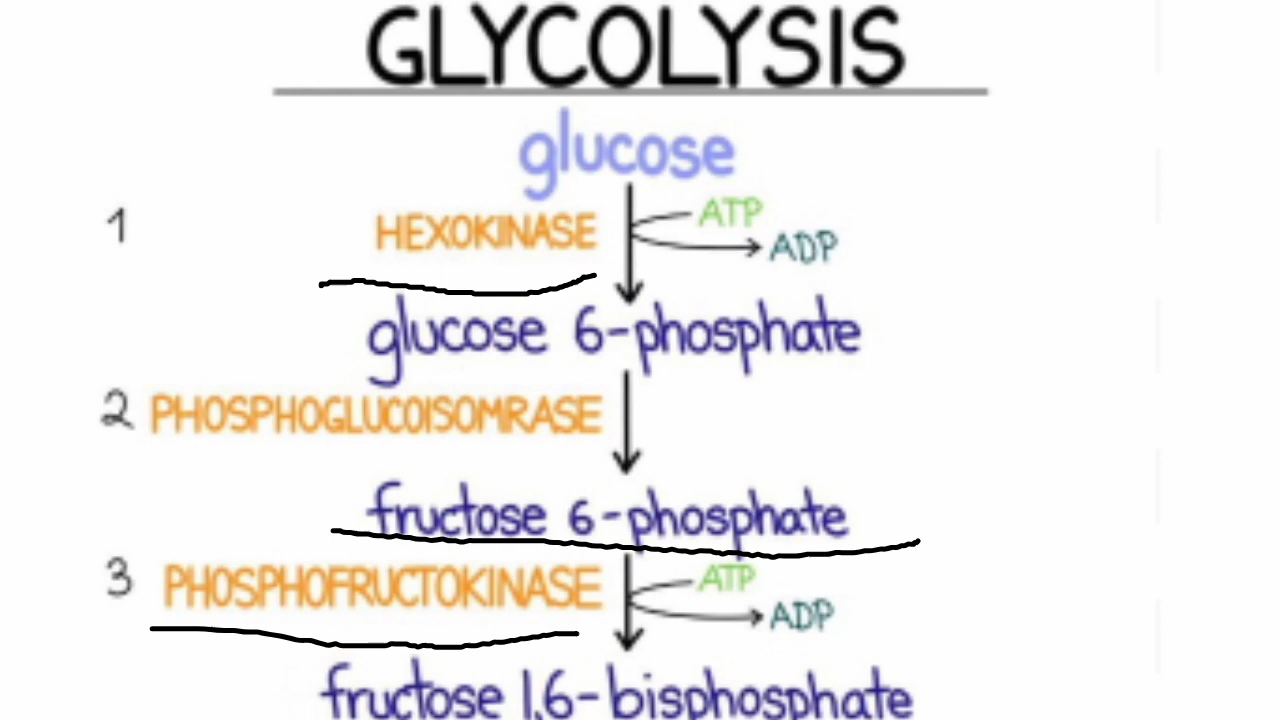 GLYCOLYSIS
glucose
1 HEXOKINASE ATP
ADP
glucose 6-phosphate
2 PHOSPHOGLUCOISOMRASE
fructose 6-phosphate
3 PHOSPHOFRUCTOKINASE ATP
ADP
fructose 1,6-bisphosphate